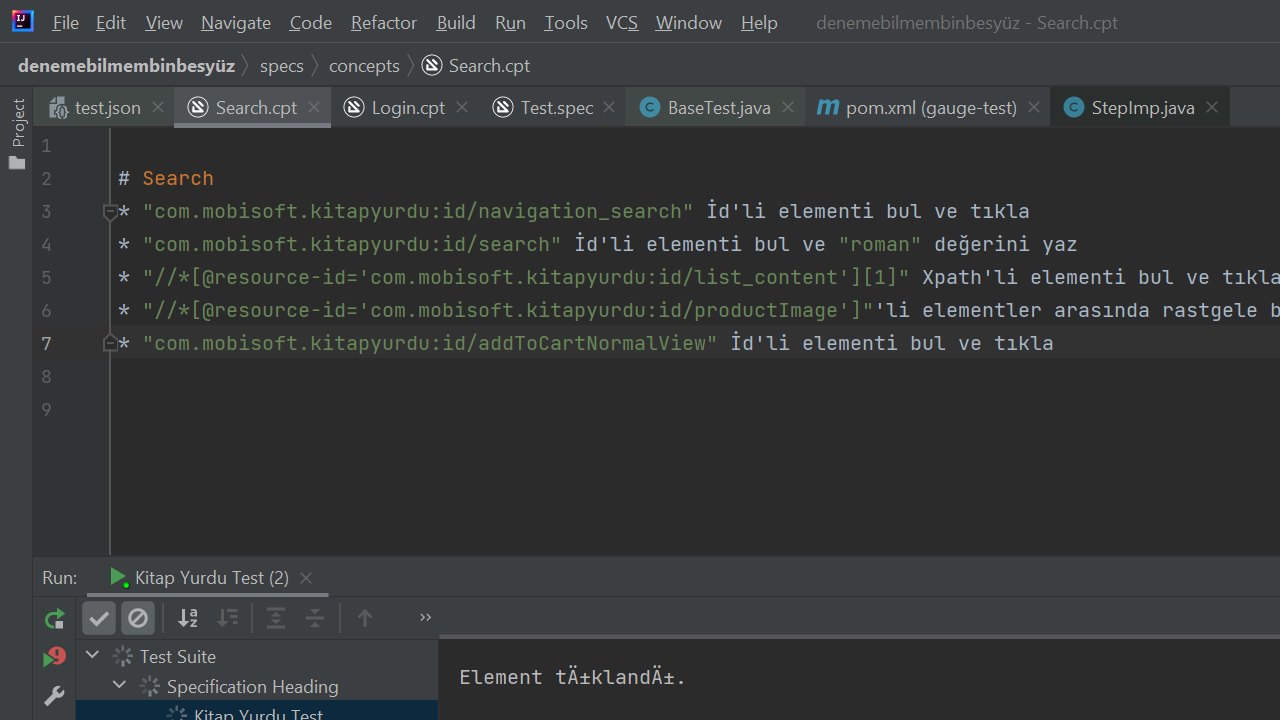 File Edit View Navigate Code Refactor Build Run Tools VCS Window Help denemebilmembinbesyüz - Search.cpt
denemebilmembinbesyüz specs concepts Search.cpt
Project
test.json Search.cpt Login.cpt Test.spec BaseTest.java pom.xml (gauge-test) StepImp.java
1
2 # Search
3 * "com.mobisoft.kitapyurdu:id/navigation_search" İd'li elementi bul ve tıkla
4 * "com.mobisoft.kitapyurdu:id/search" İd'li elementi bul ve "roman" değerini yaz
5 * "//*[@resource-id='com.mobisoft.kitapyurdu:id/list_content'][1]" Xpath'li elementi bul ve tıkla
6 * "//*[@resource-id='com.mobisoft.kitapyurdu:id/productImage']"'li elementler arasında rastgele b
7 * "com.mobisoft.kitapyurdu:id/addToCartNormalView" İd'li elementi bul ve tıkla
8
9
Run: Kitap Yurdu Test (2)
Test Suite
Specification Heading
Kitap Yurdu Test
Element tÄ±klandÄ±.